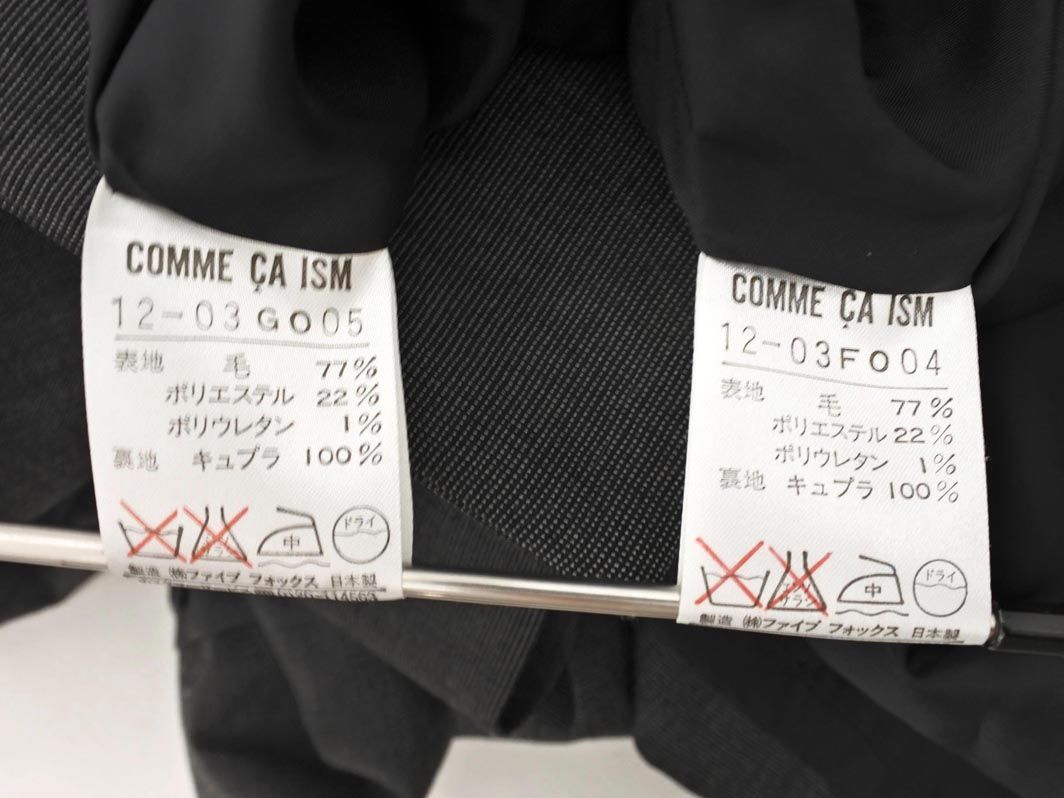 COMME ÇA ISM
12-03GO05
表地 毛 77%
ポリエステル 22%
ポリウレタン 1%
裏地 キュプラ 100%
中 ドライ
製造 ㈱ファイブ フォックス 日本製
COMME ÇA ISM
12-03FO04
表地 毛 77%
ポリエステル 22%
ポリウレタン 1%
裏地 キュプラ 100%
中 ドライ
製造 ㈱ファイブ フォックス 日本製